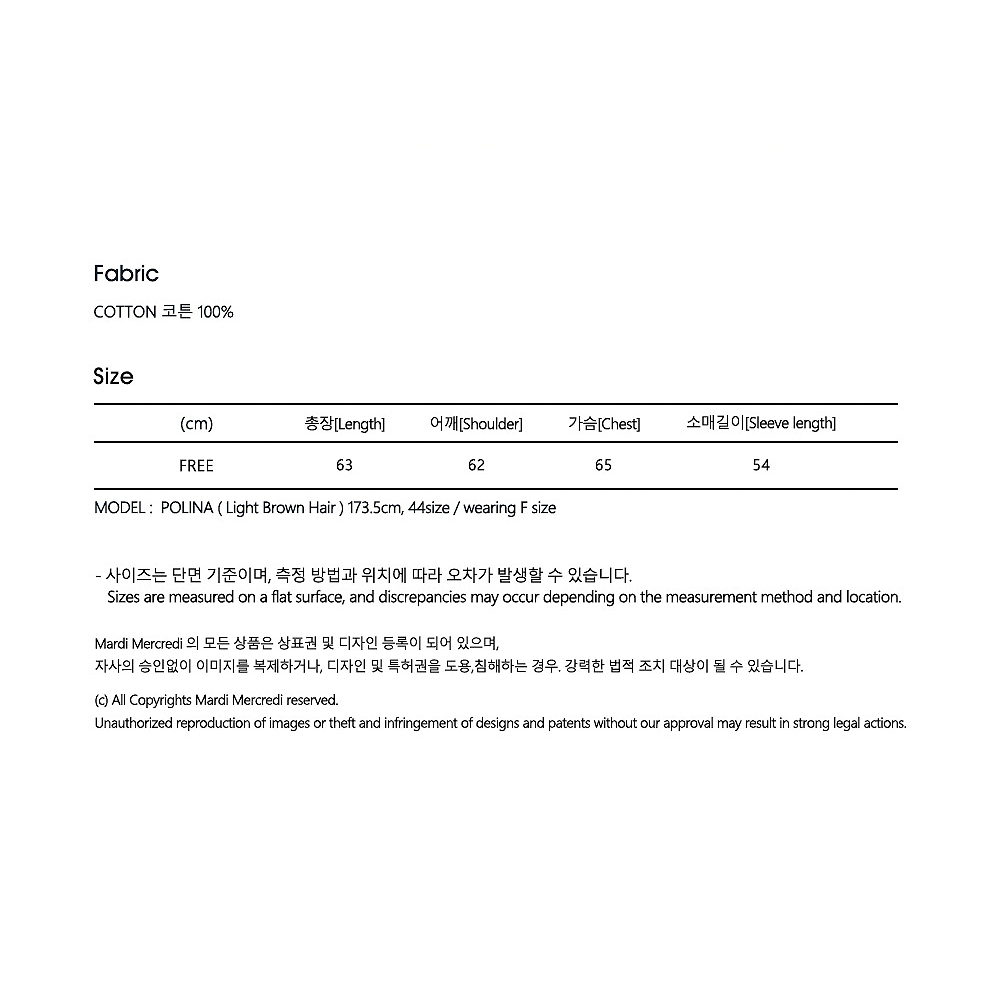 Fabric
COTTON 코튼 100%
Size
(cm) 총장[Length] 어깨[Shoulder] 가슴[Chest] 소매길이[Sleeve length]
FREE 63 62 65 54
MODEL : POLINA ( Light Brown Hair ) 173.5cm, 44size / wearing F size
- 사이즈는 단면 기준이며, 측정 방법과 위치에 따라 오차가 발생할 수 있습니다.
Sizes are measured on a flat surface, and discrepancies may occur depending on the measurement method and location.
Mardi Mercredi 의 모든 상품은 상표권 및 디자인 등록이 되어 있으며,
자사의 승인없이 이미지를 복제하거나, 디자인 및 특허권을 도용,침해하는 경우. 강력한 법적 조치 대상이 될 수 있습니다.
(c) All Copyrights Mardi Mercredi reserved.
Unauthorized reproduction of images or theft and infringement of designs and patents without our approval may result in strong legal actions.